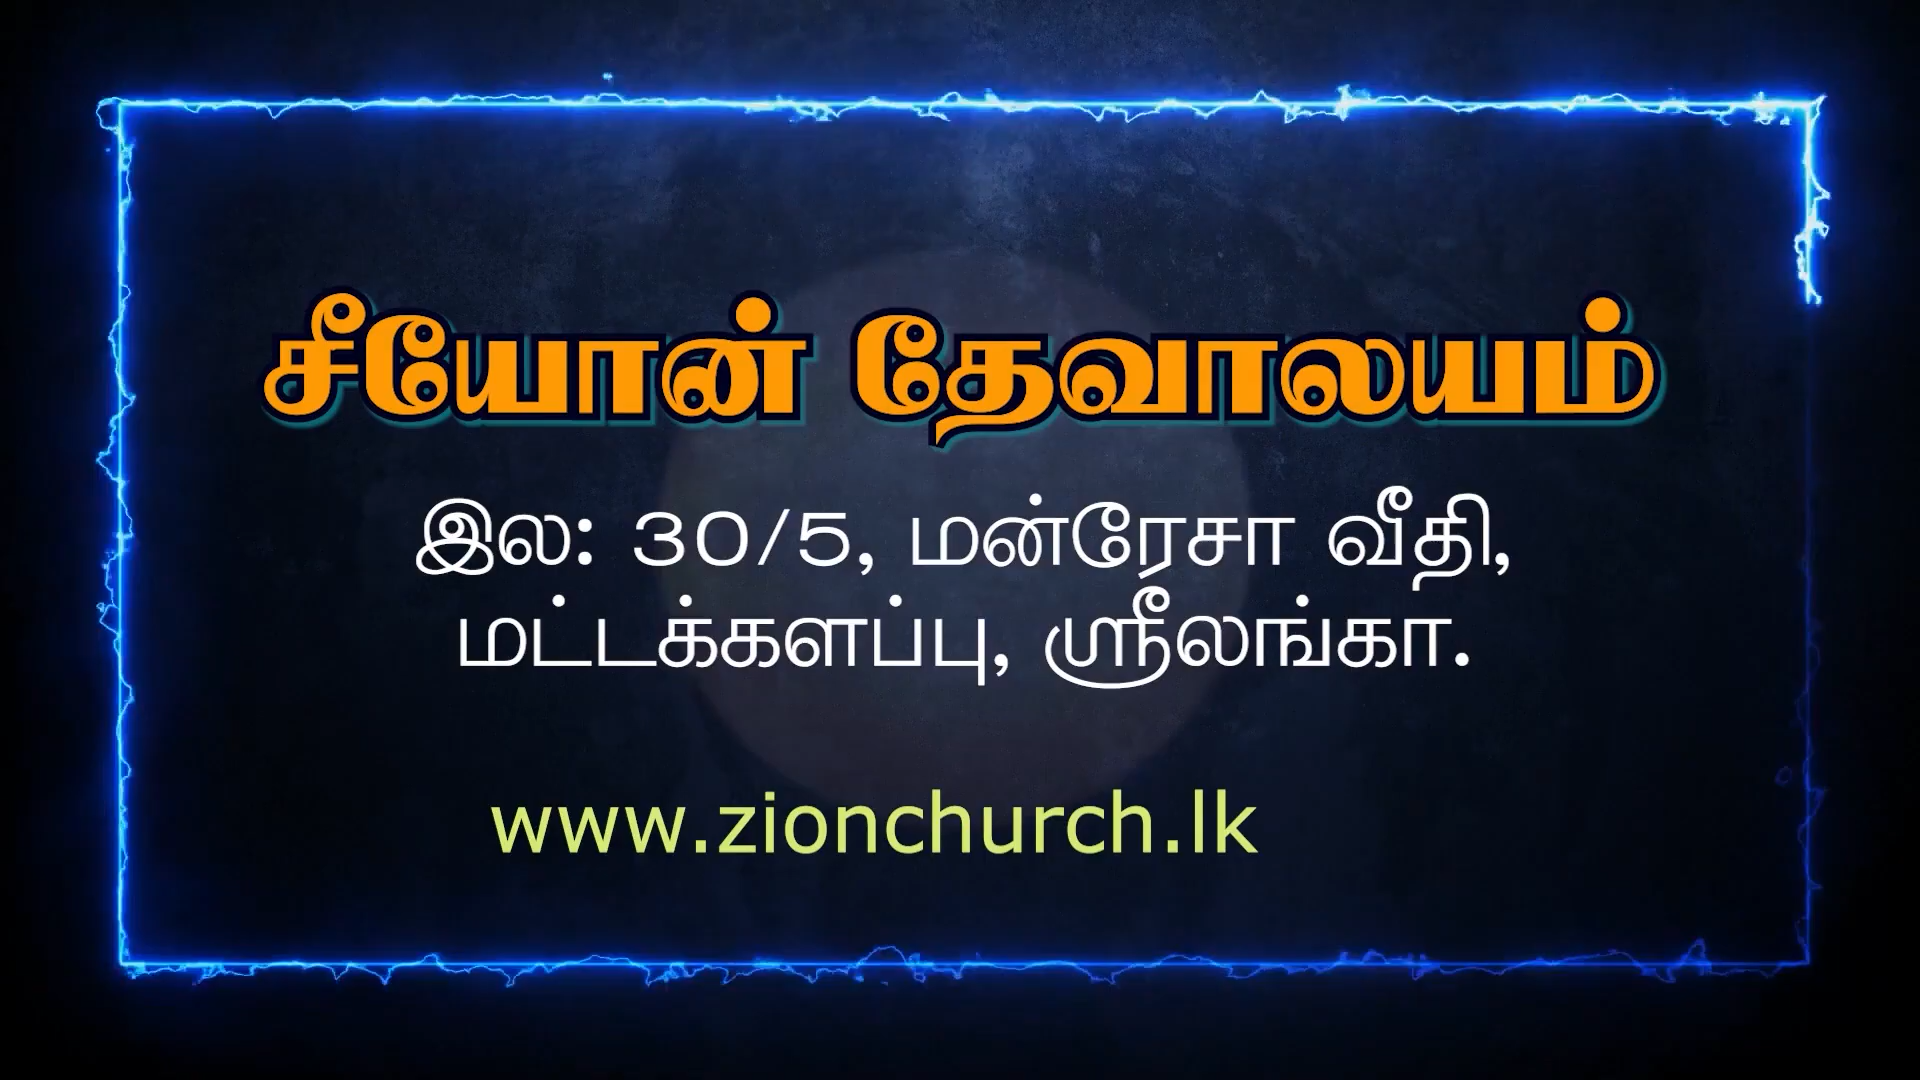 சீயோன் தேவாலயம்
இல: 30/5, மன்ரேசா வீதி,
மட்டக்களப்பு, ஸ்ரீலங்கா.
www.zionchurch.lk